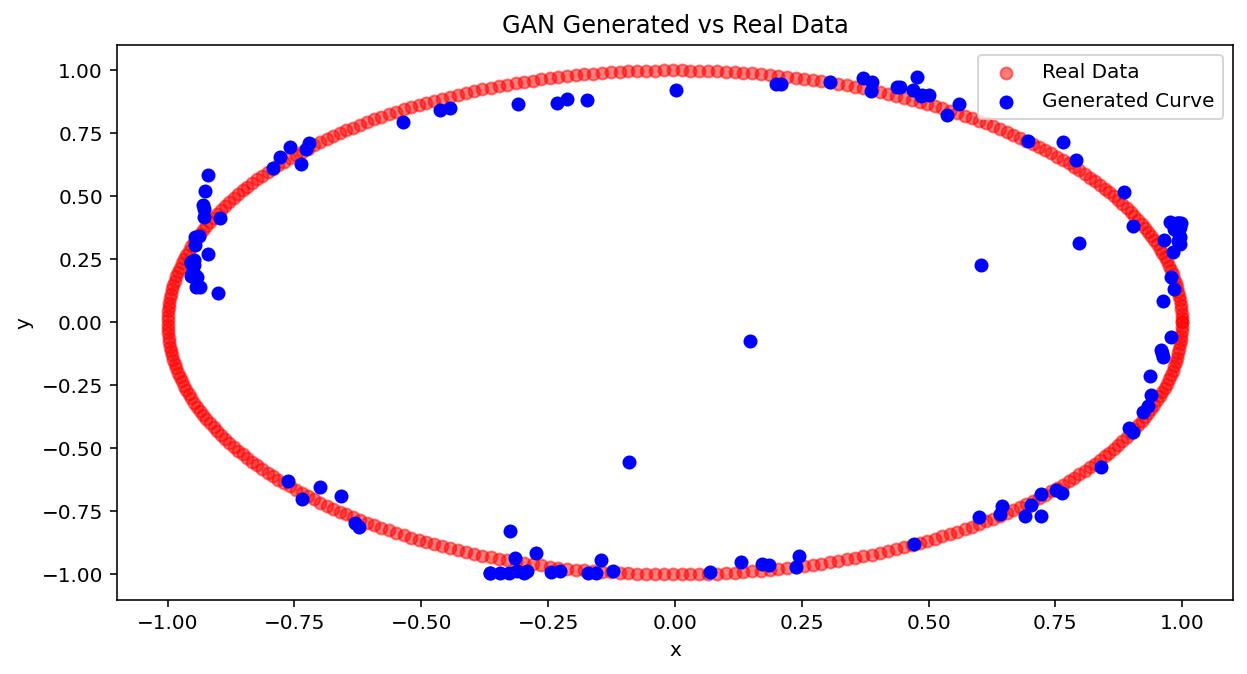 GAN Generated vs Real Data
Real Data
Generated Curve
1.00
0.75
0.50
0.25
0.00
−0.25
−0.50
−0.75
−1.00
y
−1.00 −0.75 −0.50 −0.25 0.00 0.25 0.50 0.75 1.00
x